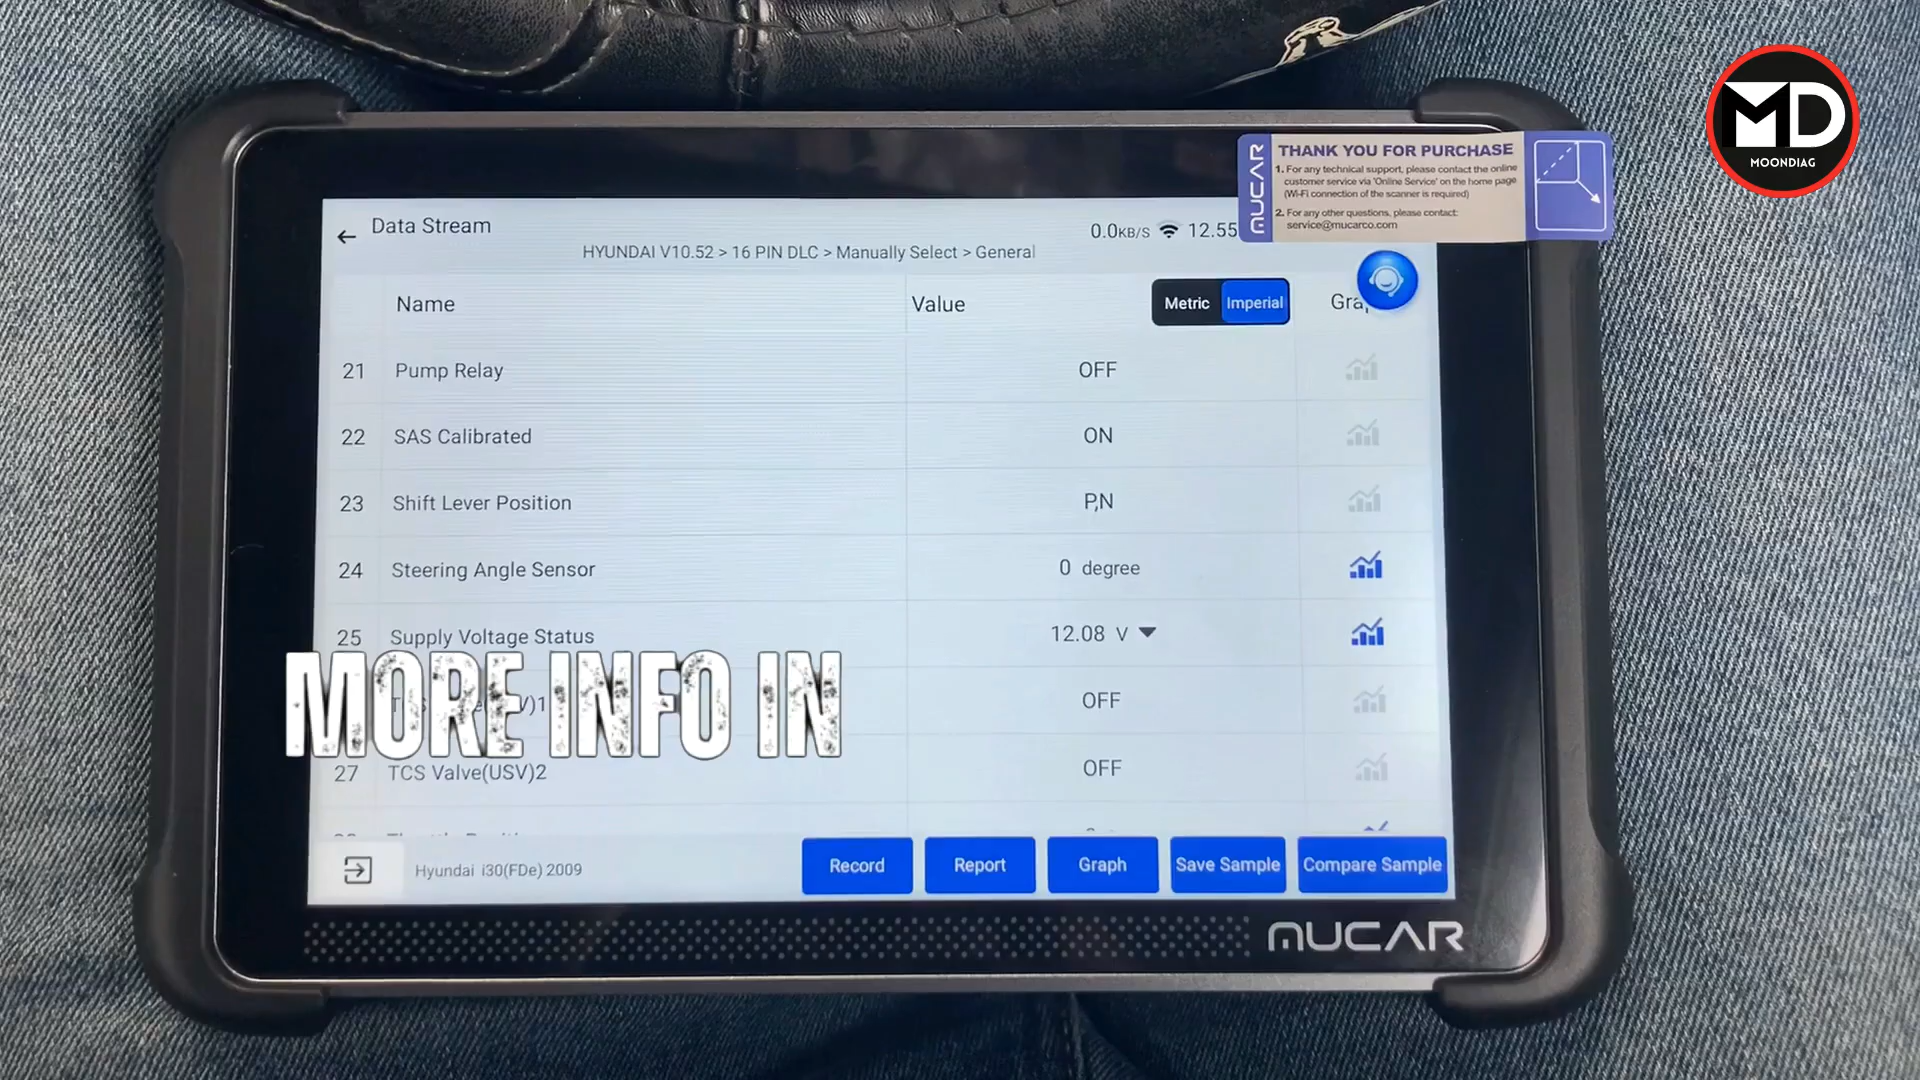 MD
MOONDIAG
MUCAR
THANK YOU FOR PURCHASE
1. For any technical support, please contact the online
customer service via 'Online Service' on the home page
(Wi-Fi connection of the scanner is required)
2. For any other questions, please contact:
service@mucarco.com
Data Stream
0.0KB/S 12.55
HYUNDAI V10.52 > 16 PIN DLC > Manually Select > General
Name Value Metric Imperial
21 Pump Relay OFF
22 SAS Calibrated ON
23 Shift Lever Position P,N
24 Steering Angle Sensor 0 degree
25 Supply Voltage Status 12.08 V
OFF
MORE INFO IN
27 TCS Valve(USV)2 OFF
Hyundai i30(FDe) 2009
Record Report Graph Save Sample Compare Sample
MUCAR